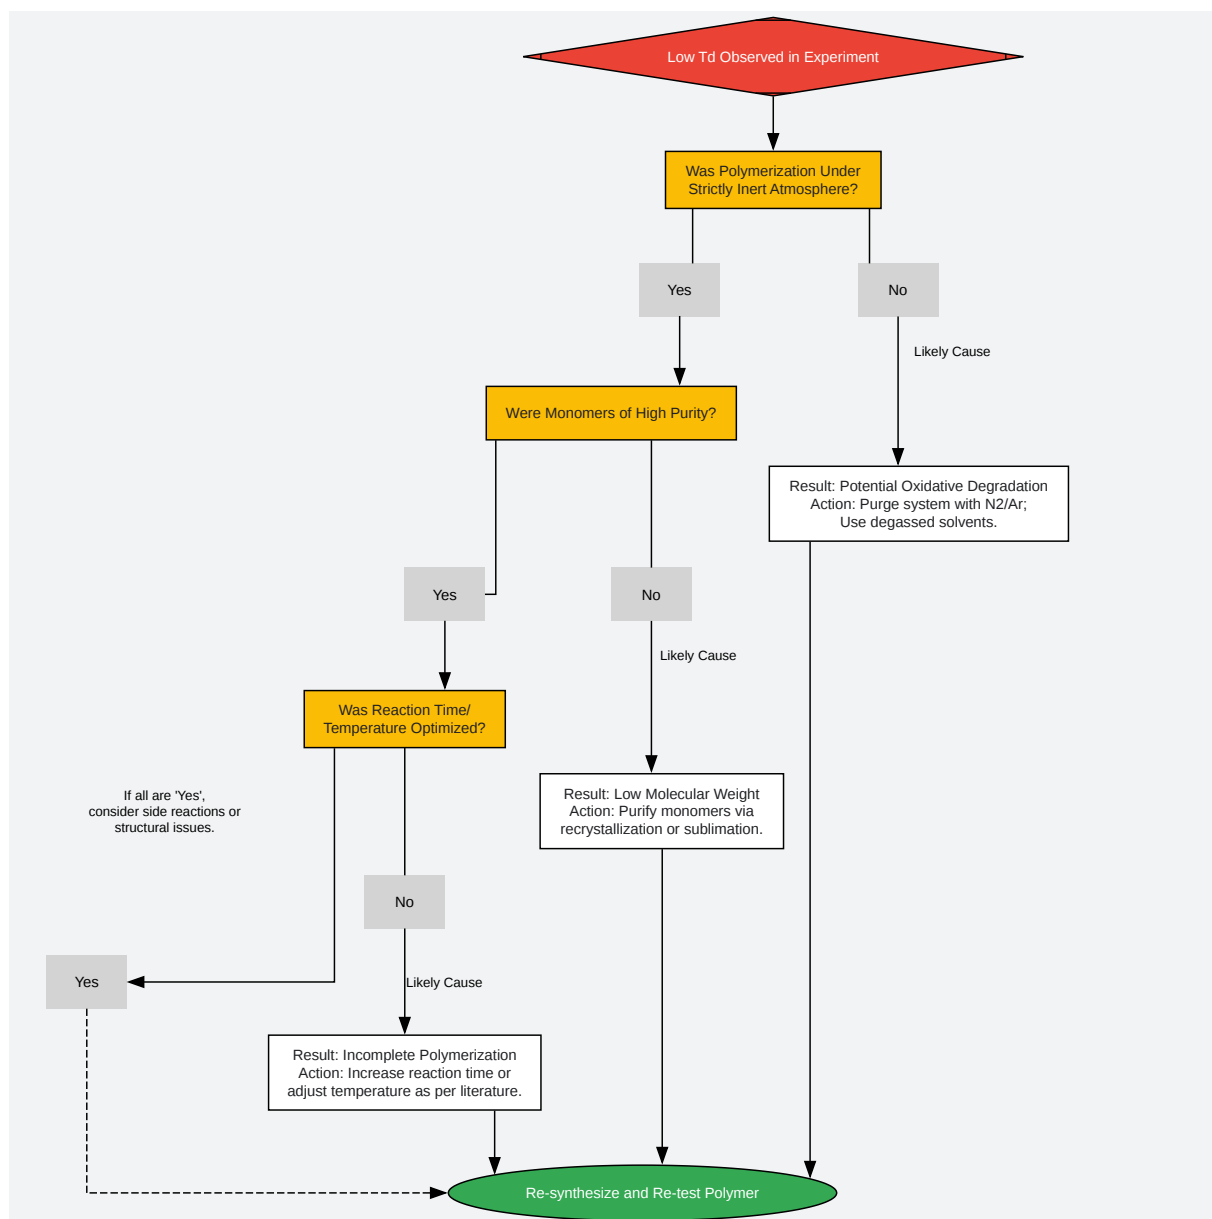 Low Td Observed in Experiment
Was Polymerization Under
Strictly Inert Atmosphere?
Yes
No
Likely Cause
Were Monomers of High Purity?
Result: Potential Oxidative Degradation
Action: Purge system with N2/Ar;
Use degassed solvents.
Yes
No
Likely Cause
Was Reaction Time/
Temperature Optimized?
If all are 'Yes',
consider side reactions or
structural issues.
Result: Low Molecular Weight
Action: Purify monomers via
recrystallization or sublimation.
No
Yes
Likely Cause
Result: Incomplete Polymerization
Action: Increase reaction time or
adjust temperature as per literature.
Re-synthesize and Re-test Polymer